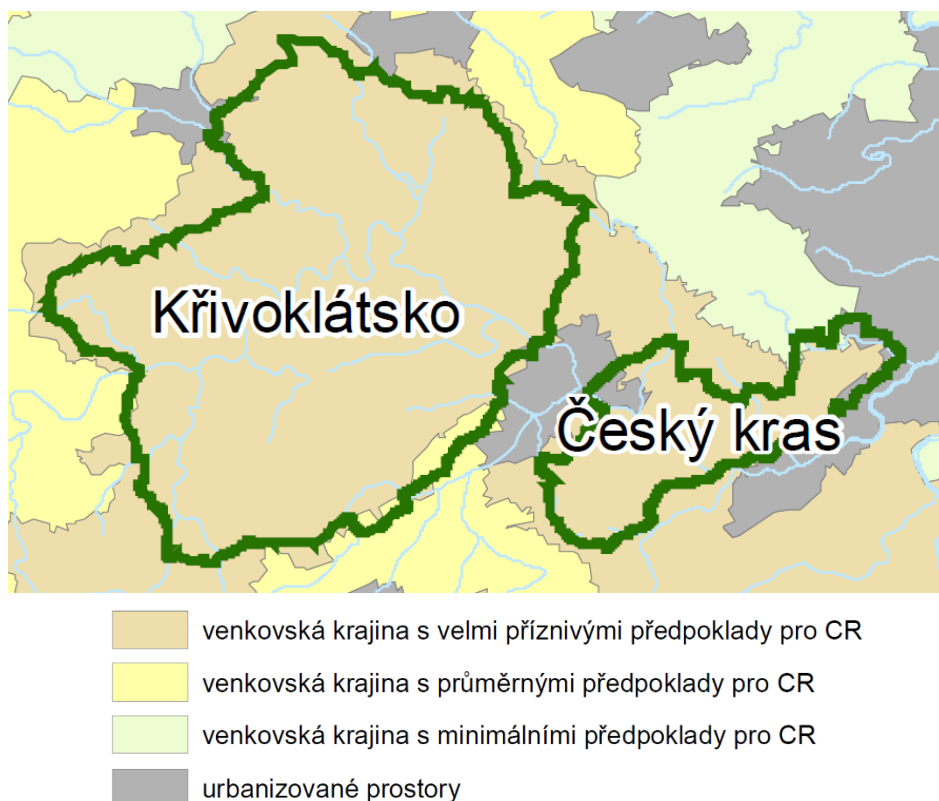 Křivoklátsko
Český kras
venkovská krajina s velmi příznivými předpoklady pro CR
venkovská krajina s průměrnými předpoklady pro CR
venkovská krajina s minimálními předpoklady pro CR
urbanizované prostory